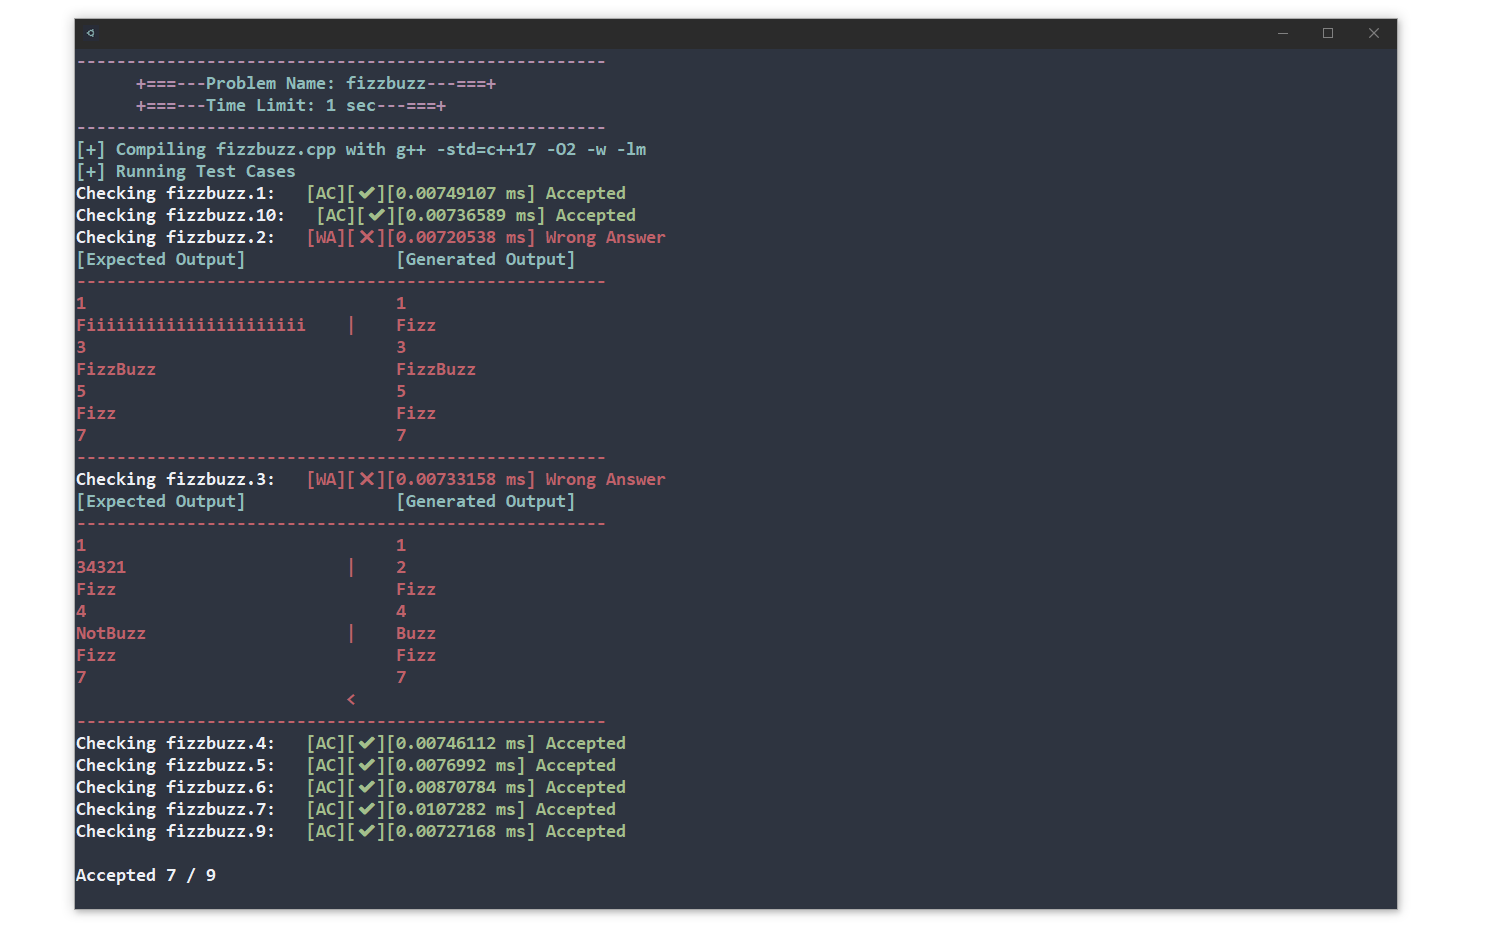 -----------------------------------------------------
+===---Problem Name: fizzbuzz---===+
+===---Time Limit: 1 sec---===+
-----------------------------------------------------
[+] Compiling fizzbuzz.cpp with g++ -std=c++17 -O2 -w -lm
[+] Running Test Cases
Checking fizzbuzz.1: [AC][✔][0.00749107 ms] Accepted
Checking fizzbuzz.10: [AC][✔][0.00736589 ms] Accepted
Checking fizzbuzz.2: [WA][✗][0.00720538 ms] Wrong Answer
[Expected Output] [Generated Output]
-----------------------------------------------------
1 1
Fiiiiiiiiiiiiiiiiiiiiii | Fizz
3 3
FizzBuzz FizzBuzz
5 5
Fizz Fizz
7 7
-----------------------------------------------------
Checking fizzbuzz.3: [WA][✗][0.00733158 ms] Wrong Answer
[Expected Output] [Generated Output]
-----------------------------------------------------
1 1
34321 | 2
Fizz Fizz
4 4
NotBuzz | Buzz
Fizz Fizz
7 7
<
-----------------------------------------------------
Checking fizzbuzz.4: [AC][✔][0.00746112 ms] Accepted
Checking fizzbuzz.5: [AC][✔][0.0076992 ms] Accepted
Checking fizzbuzz.6: [AC][✔][0.00870784 ms] Accepted
Checking fizzbuzz.7: [AC][✔][0.0107282 ms] Accepted
Checking fizzbuzz.9: [AC][✔][0.00727168 ms] Accepted
Accepted 7 / 9